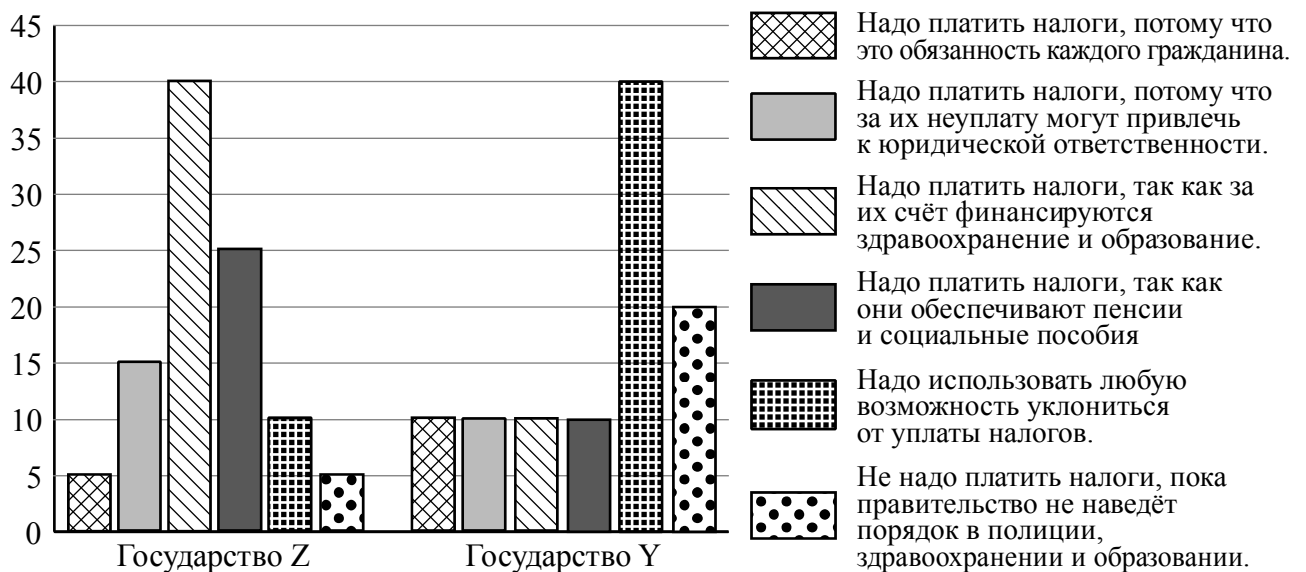 45
40
35
30
25
20
15
10
5
0
Государство Z
Государство Y
Надо платить налоги, потому что
это обязанность каждого гражданина.
Надо платить налоги, потому что
за их неуплату могут привлечь
к юридической ответственности.
Надо платить налоги, так как за
их счёт финансируются
здравоохранение и образование.
Надо платить налоги, так как
они обеспечивают пенсии
и социальные пособия
Надо использовать любую
возможность уклониться
от уплаты налогов.
Не надо платить налоги, пока
правительство не наведёт
порядок в полиции,
здравоохранении и образовании.